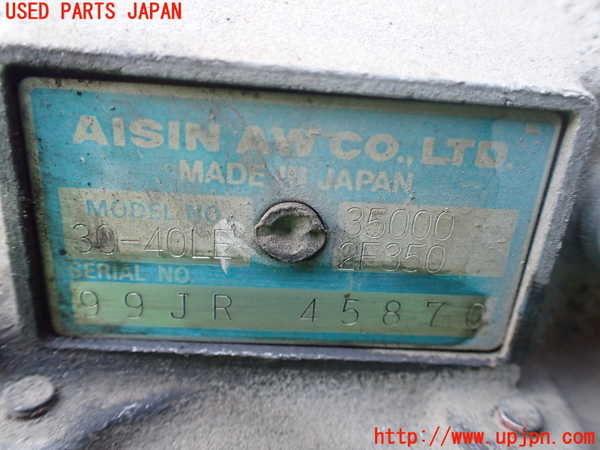 USED PARTS JAPAN
AISIN AW CO., LTD.
MADE IN JAPAN
MODEL NO. 35000
30-40LE 2F350
SERIAL NO.
99JR 45870
http://www.upjpn.com/